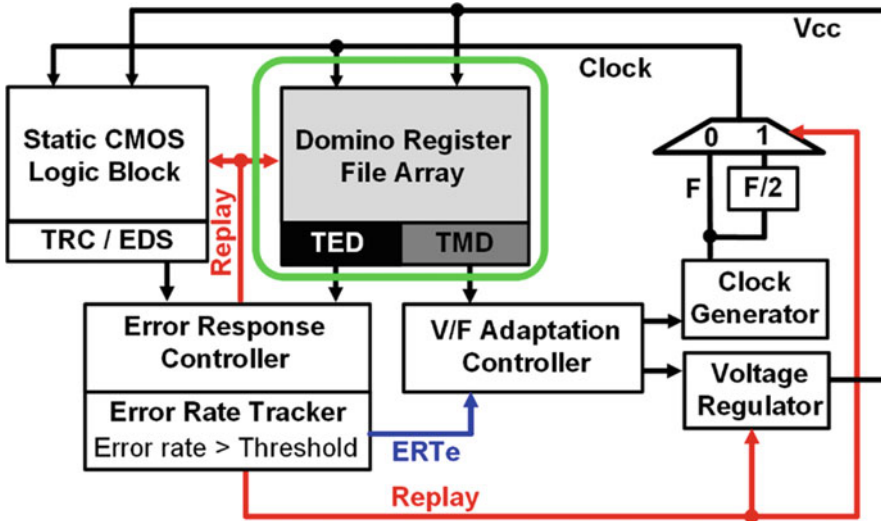 Vcc
Clock
Static CMOS
Logic Block
TRC / EDS
Replay
Domino Register
File Array
TED
TMD
0 1
F
F/2
Clock
Generator
Error Response
Controller
Error Rate Tracker
Error rate > Threshold
V/F Adaptation
Controller
Voltage
Regulator
ERTe
Replay